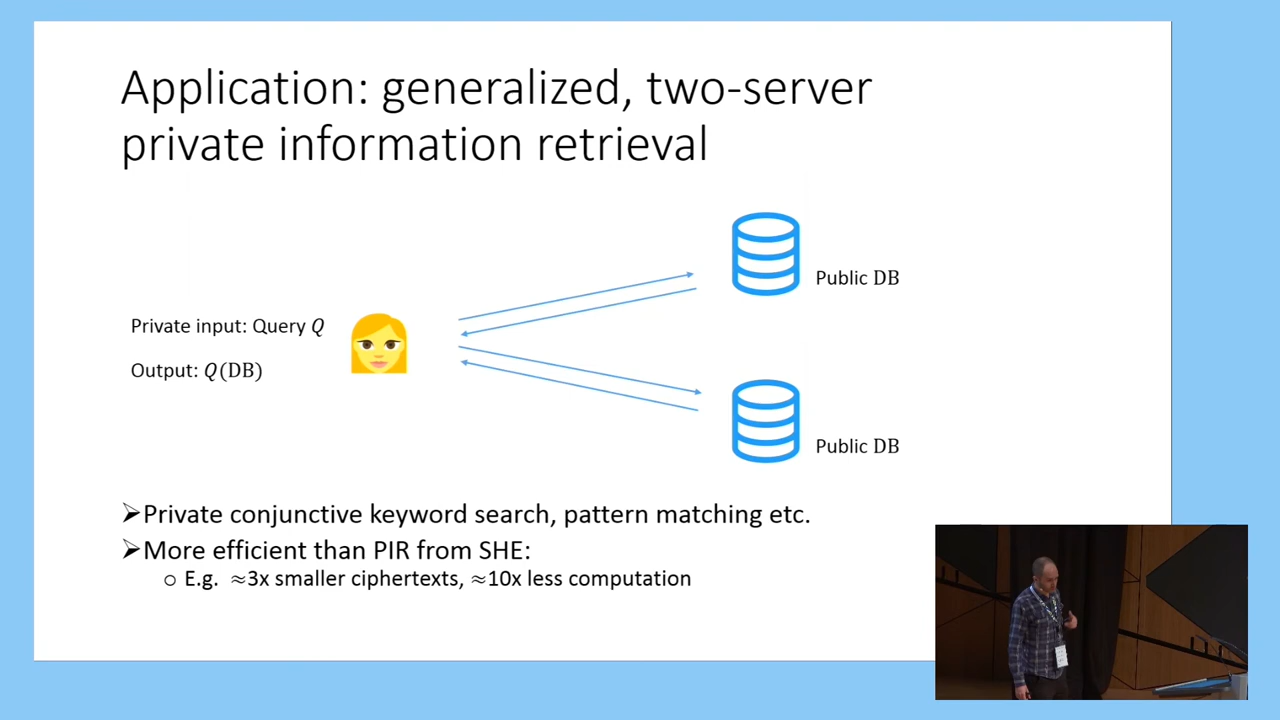 Application: generalized, two-server
private information retrieval
Public DB
Private input: Query Q
Output: Q(DB)
Public DB
➢Private conjunctive keyword search, pattern matching etc.
➢More efficient than PIR from SHE:
○ E.g. ≈3x smaller ciphertexts, ≈10x less computation